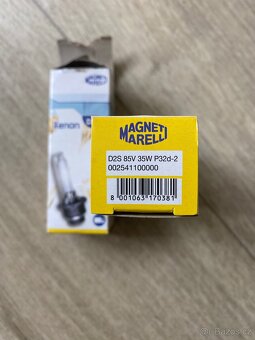 Xenon
MAGNETI
MARELLI
D2S 85V 35W P32d-2
002541100000
8 001063 170381